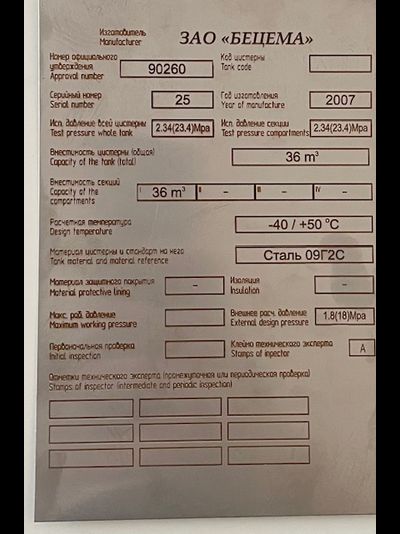 Изготовитель
Manufacturer
ЗАО «БЕЦЕМА»
Номер официального
утверждения
Approval number
90260
Код цистерны
Tank code
Серийный номер
Serial number
25
Год изготовления
Year of manufacture
2007
Исп. давление всей цистерны
Test pressure whole tank
2.34(23.4)Mpa
Исп. давление секции
Test pressure compartments
2.34(23.4)Mpa
Вместимость цистерны (общая)
Capacity of the tank (total)
36 m³
Вместимость секций
Capacity of the
compartments
I 36 m³ II - III - IV -
Расчетная температура
Design temperature
-40 / +50 °C
Материал цистерны и стандарт на него
Tank material and material reference
Сталь 09Г2С
Материал защитного покрытия
Material protective lining
-
Изоляция
Insulation
-
Макс. раб. давление
Maximum working pressure
Внешнее расч. давление
External design pressure
1.8(18)Mpa
Первоначальная проверка
Initial inspection
Клеймо технического эксперта
Stamps of inpector
A
Отметки технического эксперта (промежуточная или периодическая проверка)
Stamps of inspector (intermediate and periodic inspection)